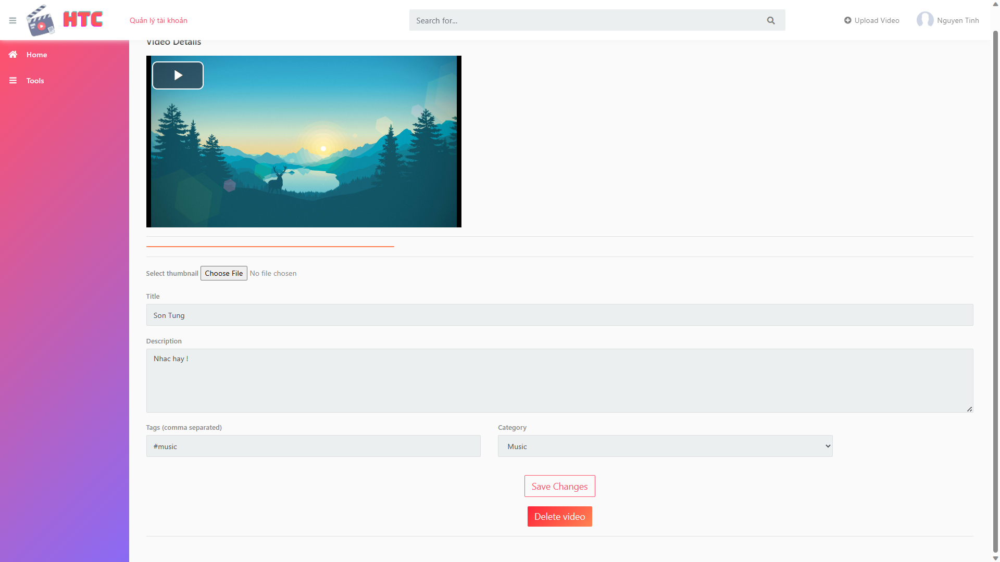 HTC
Quản lý tài khoản
Search for...
Upload Video
Nguyen Tinh
Home
Tools
Video Details
Select thumbnail Choose File No file chosen
Title
Son Tung
Description
Nhac hay !
Tags (comma separated)
Category
#music
Music
Save Changes
Delete video